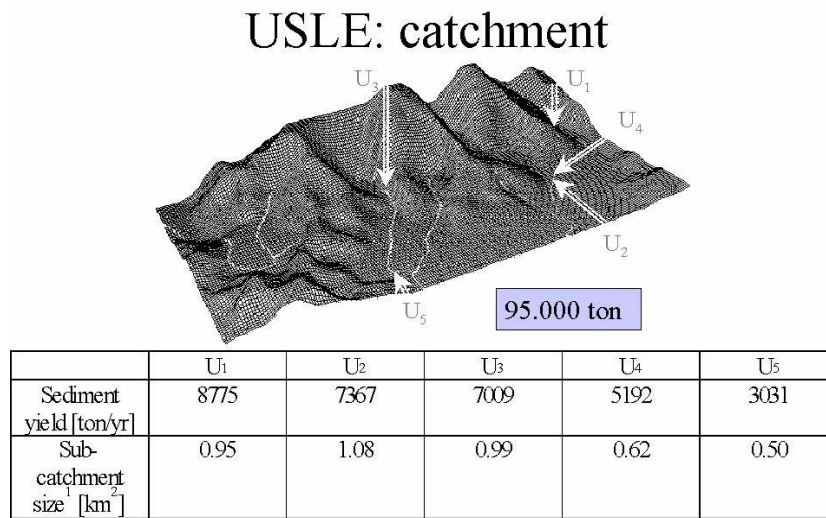 USLE: catchment
U3
U1
U4
U2
U5
95.000 ton
U1 U2 U3 U4 U5
Sediment yield [ton/yr] 8775 7367 7009 5192 3031
Sub-catchment size1 [km2] 0.95 1.08 0.99 0.62 0.50